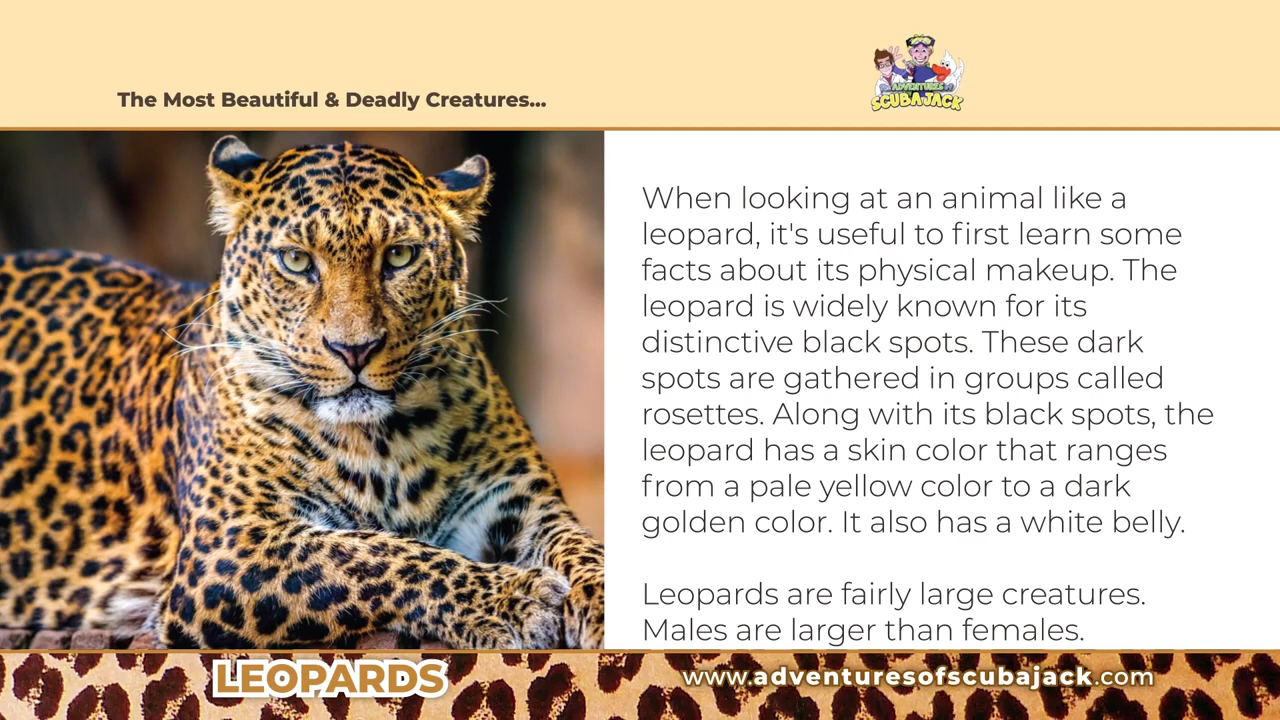 The Most Beautiful & Deadly Creatures...
ADVENTURES OF
SCUBA JACK
When looking at an animal like a
leopard, it's useful to first learn some
facts about its physical makeup. The
leopard is widely known for its
distinctive black spots. These dark
spots are gathered in groups called
rosettes. Along with its black spots, the
leopard has a skin color that ranges
from a pale yellow color to a dark
golden color. It also has a white belly.
Leopards are fairly large creatures.
Males are larger than females.
LEOPARDS
www.adventuresofscubajack.com